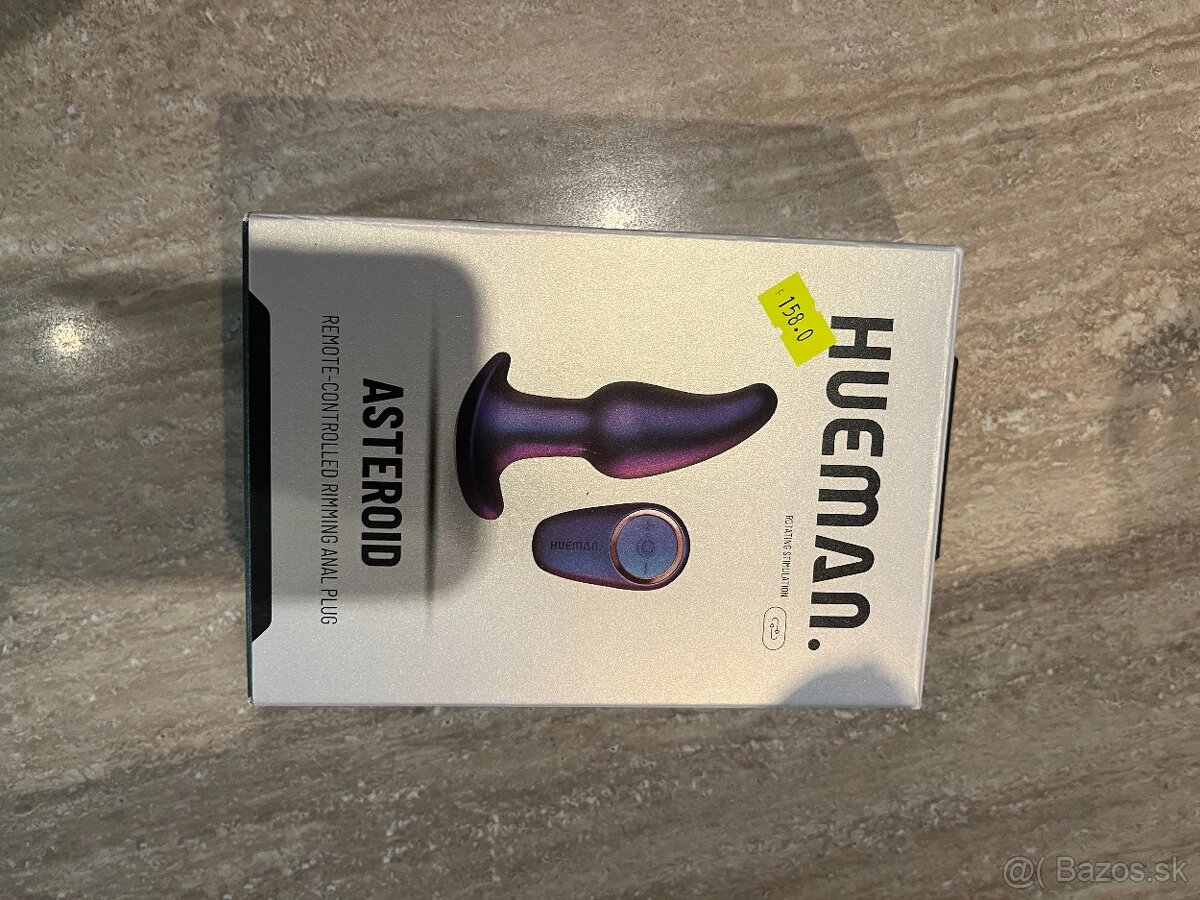 HUEMAN.
158.0
ROTATING STIMULATION
HUEMAN
ASTEROID
REMOTE-CONTROLLED RIMMING ANAL PLUG
@( Bazos.sk